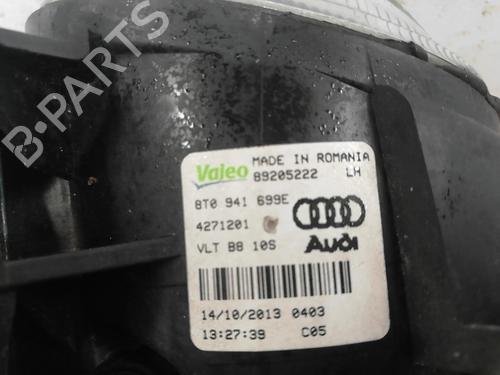 B-PARTS
Valeo MADE IN ROMANIA
89205222 LH
8T0 941 699E
4271201
VLT B8 10S Audi
14/10/2013 0403
13:27:39 C05